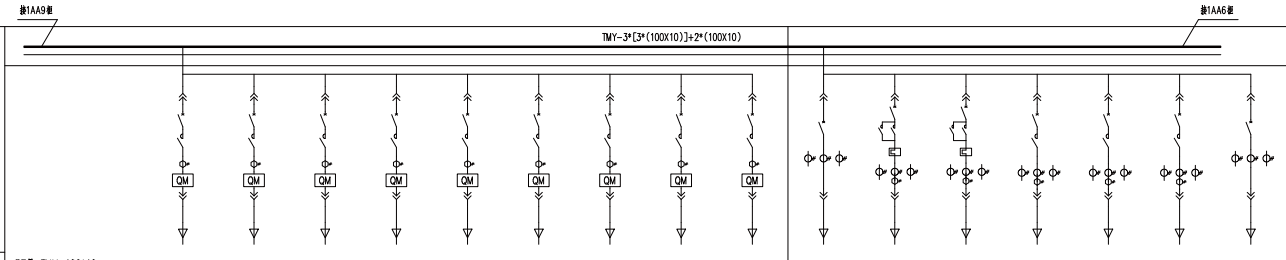 接1AA9柜
接1AA6柜
TMY-3*[3*(100X10)]+2*(100X10)
QM QM QM QM QM QM QM QM QM